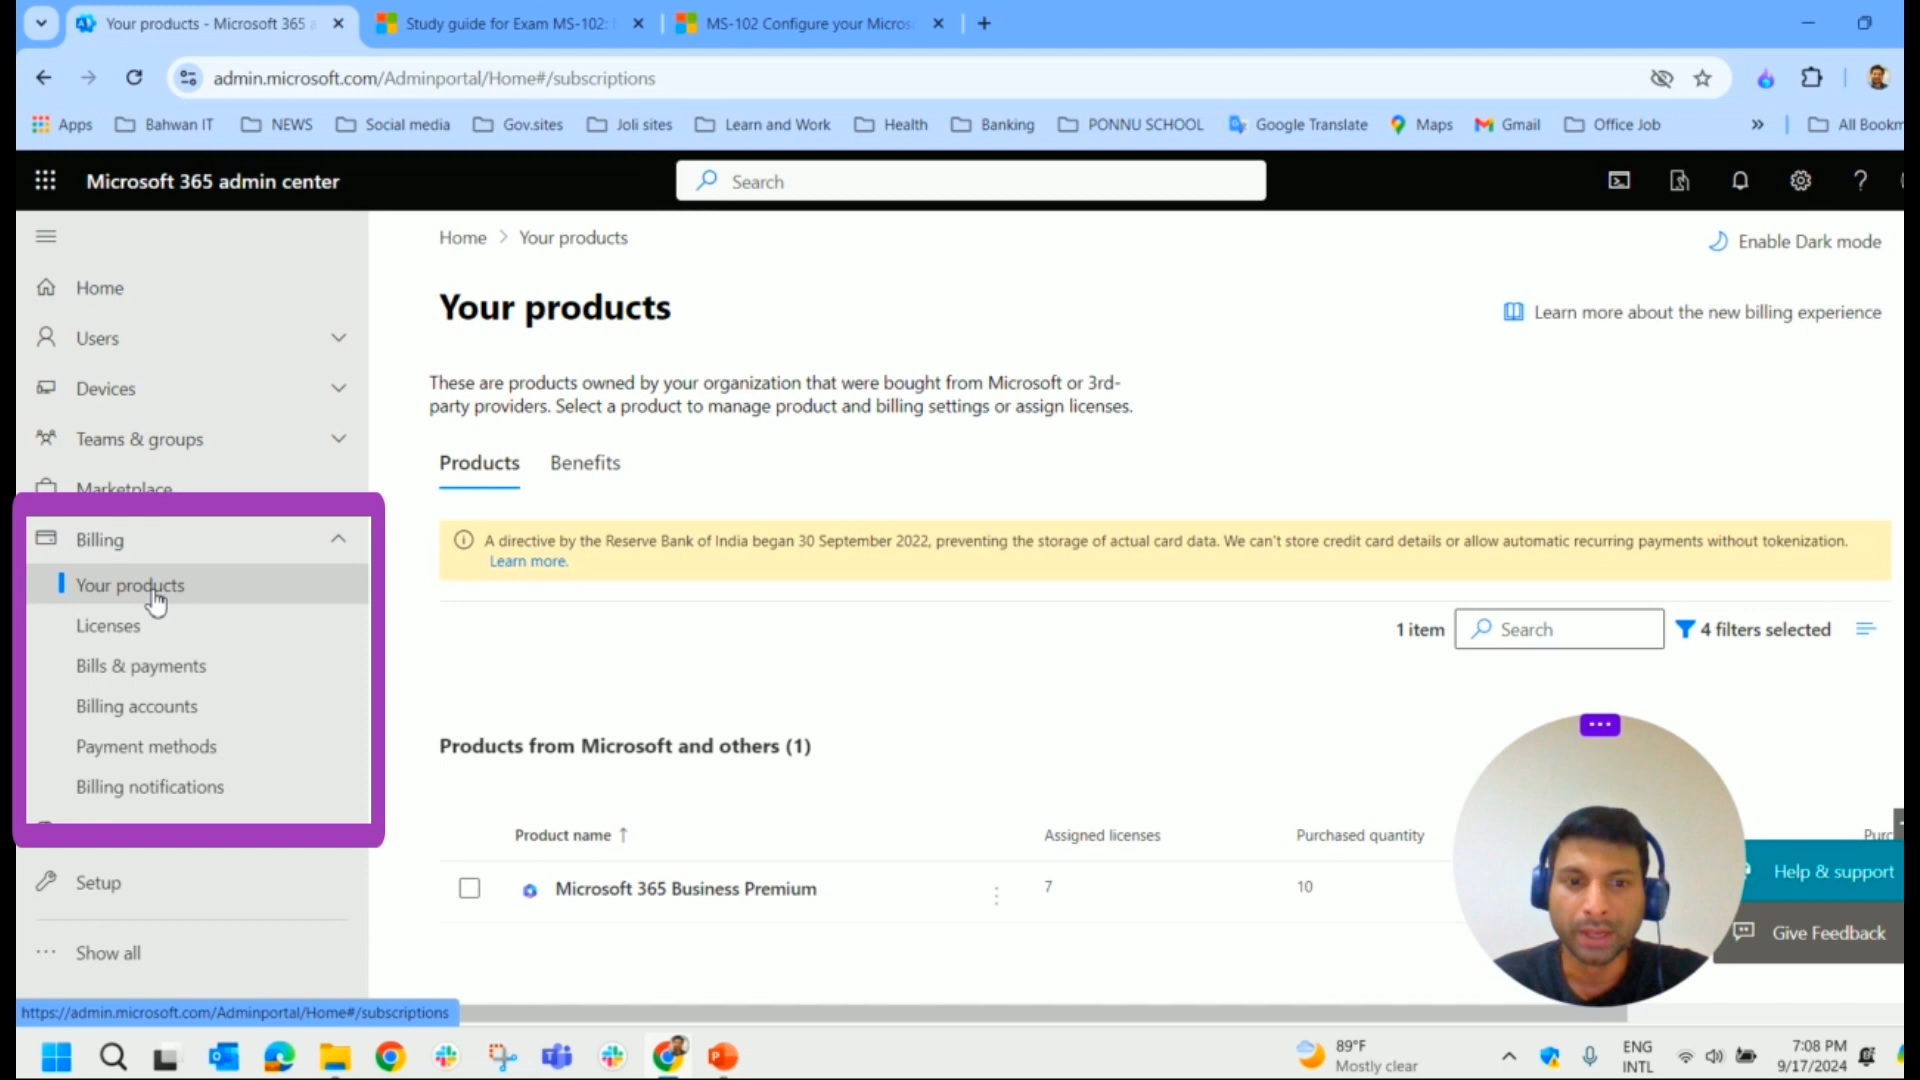 Your products - Microsoft 365
Study guide for Exam MS-102:
MS-102 Configure your Micros
admin.microsoft.com/Adminportal/Home#/subscriptions
Apps
Bahwan IT
NEWS
Social media
Gov.sites
Joli sites
Learn and Work
Health
Banking
PONNU SCHOOL
Google Translate
Maps
Gmail
Office Job
»
All Bookm
Microsoft 365 admin center
Search
Home
Users
Devices
Teams & groups
Marketplace
Billing
Your products
Licenses
Bills & payments
Billing accounts
Payment methods
Billing notifications
Setup
Show all
Home > Your products
Enable Dark mode
Your products
Learn more about the new billing experience
These are products owned by your organization that were bought from Microsoft or 3rd-
party providers. Select a product to manage product and billing settings or assign licenses.
Products
Benefits
A directive by the Reserve Bank of India began 30 September 2022, preventing the storage of actual card data. We can't store credit card details or allow automatic recurring payments without tokenization.
Learn more.
1 item
Search
4 filters selected
Products from Microsoft and others (1)
Product name ↑
Assigned licenses
Purchased quantity
Purc
Microsoft 365 Business Premium
7
10
Help & support
Give Feedback
https://admin.microsoft.com/Adminportal/Home#/subscriptions
89°F
Mostly clear
ENG
INTL
7:08 PM
9/17/2024